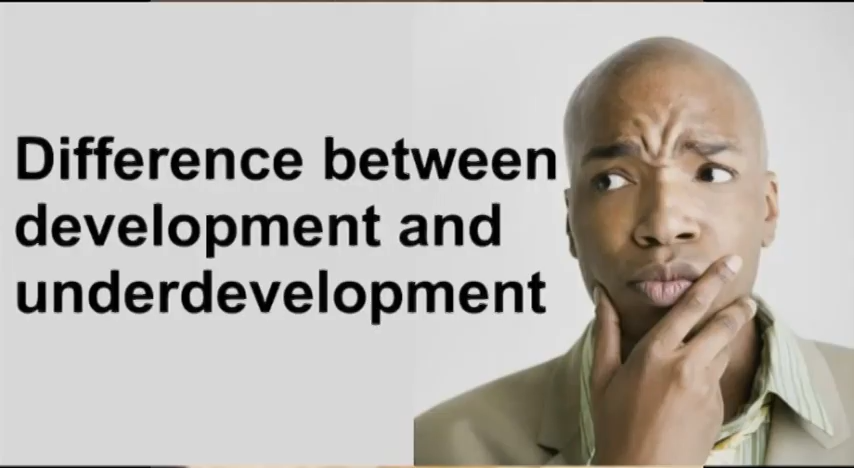 Difference between
development and
underdevelopment